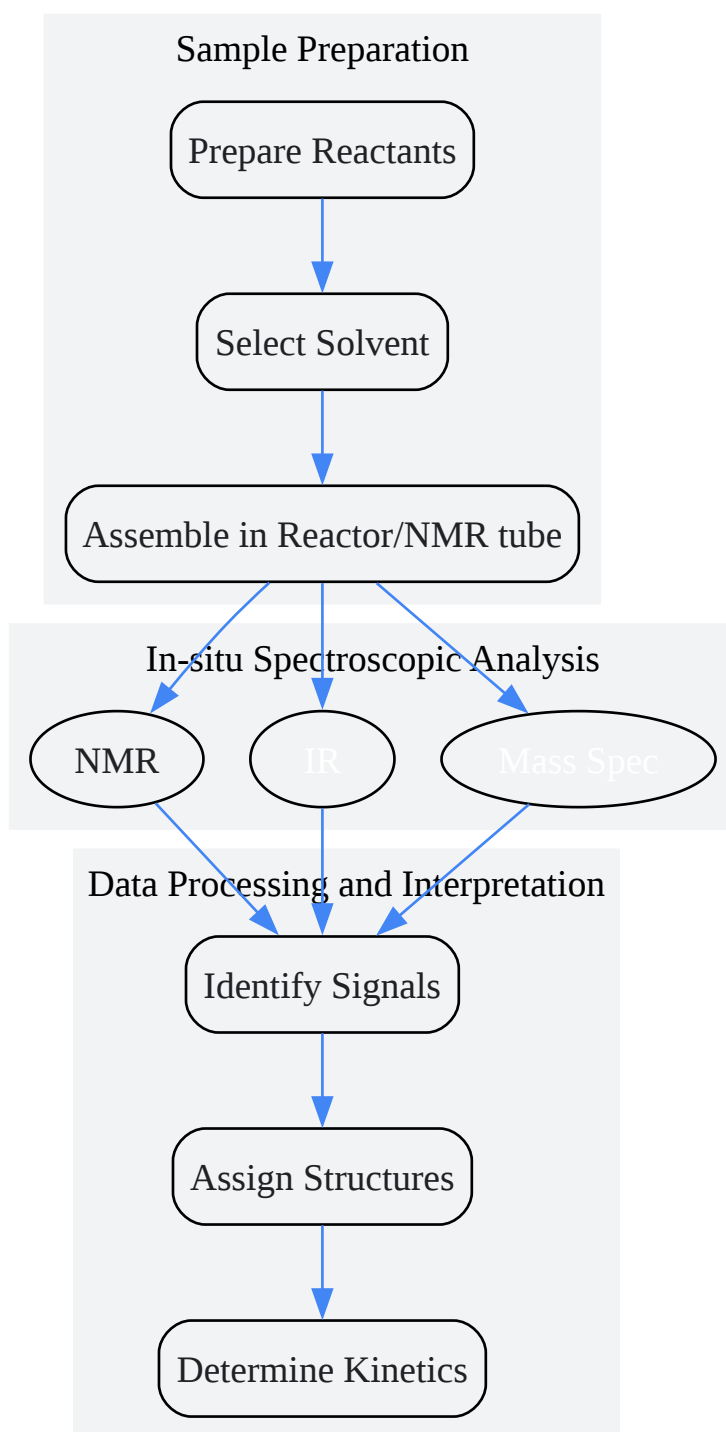 Sample Preparation
Prepare Reactants
Select Solvent
Assemble in Reactor/NMR tube
In-situ Spectroscopic Analysis
NMR
IR
Mass Spec
Data Processing and Interpretation
Identify Signals
Assign Structures
Determine Kinetics